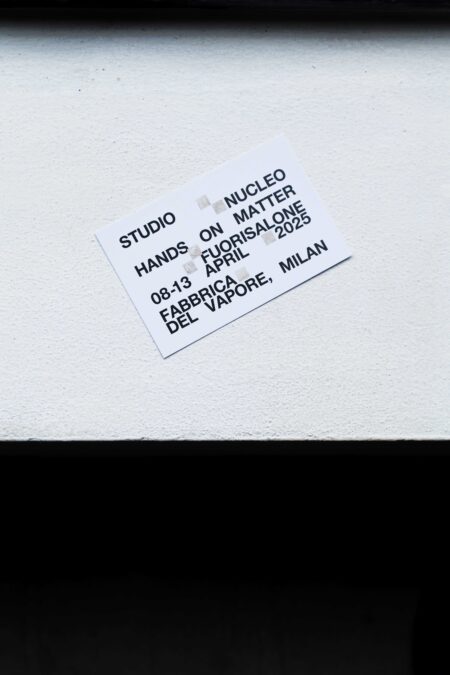 STUDIO NUCLEO
HANDS ON MATTER
FUORISALONE
08-13 APRIL 2025
FABBRICA
DEL VAPORE, MILAN